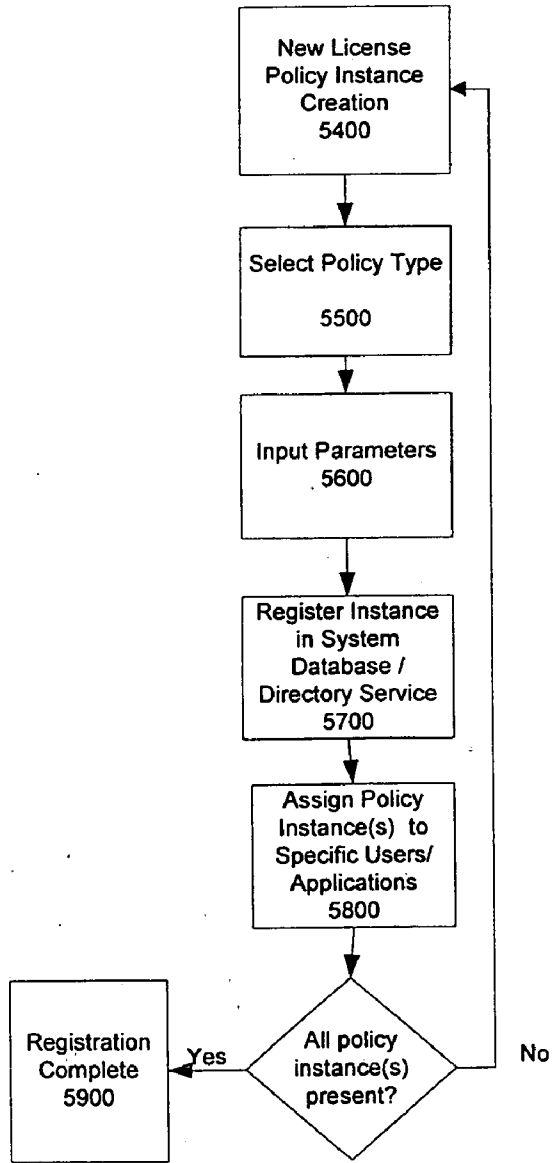 New License
Policy Instance
Creation
5400
Select Policy Type
5500
Input Parameters
5600
Register Instance
in System
Database /
Directory Service
5700
Assign Policy
Instance(s) to
Specific Users/
Applications
5800
All policy
instance(s)
present?
Yes
No
Registration
Complete
5900